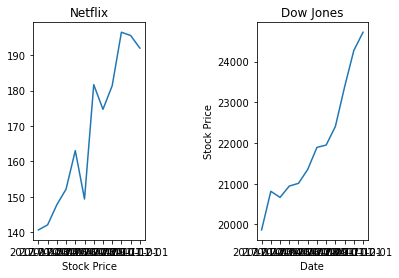 Netflix
190
180
170
160
150
140
Stock Price
Dow Jones
24000
23000
22000
21000
20000
Stock Price
Date